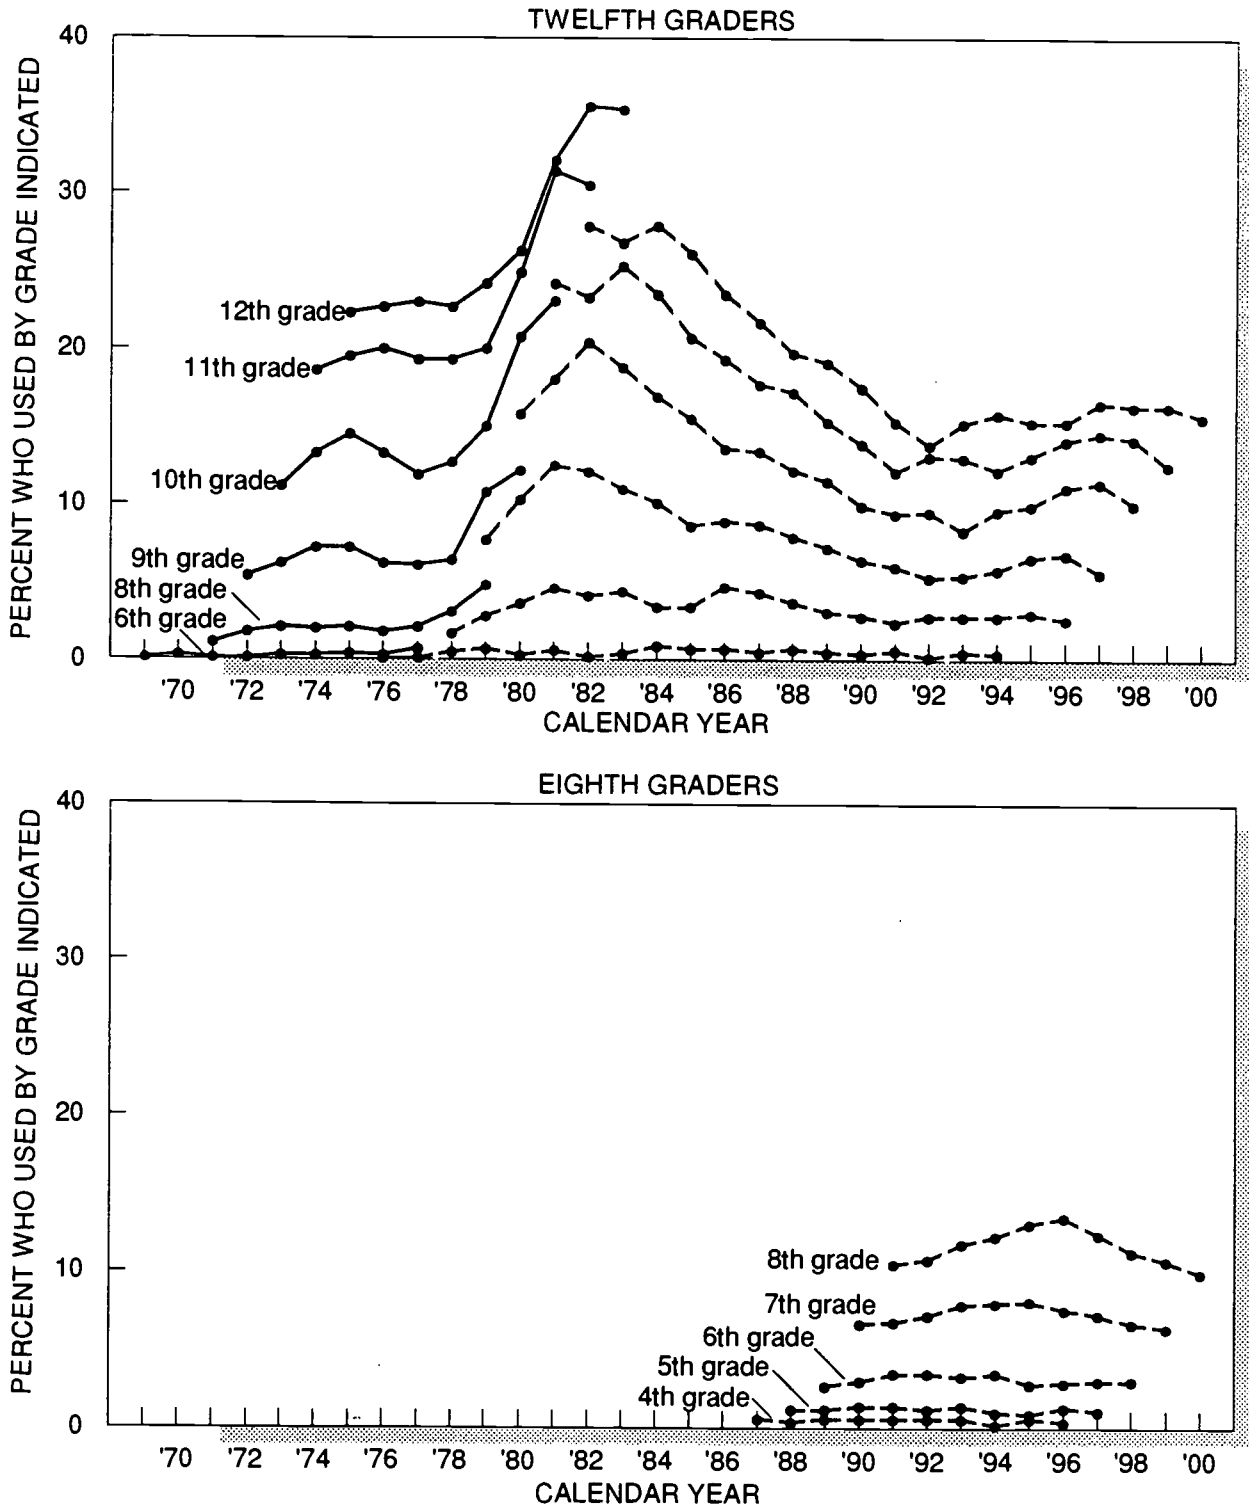 TWELFTH GRADERS
PERCENT WHO USED BY GRADE INDICATED
40
30
20
10
0
12th grade
11th grade
10th grade
9th grade
8th grade
6th grade
'70 '72 '74 '76 '78 '80 '82 '84 '86 '88 '90 '92 '94 '96 '98 '00
CALENDAR YEAR
EIGHTH GRADERS
PERCENT WHO USED BY GRADE INDICATED
40
30
20
10
0
8th grade
7th grade
6th grade
5th grade
4th grade
'70 '72 '74 '76 '78 '80 '82 '84 '86 '88 '90 '92 '94 '96 '98 '00
CALENDAR YEAR